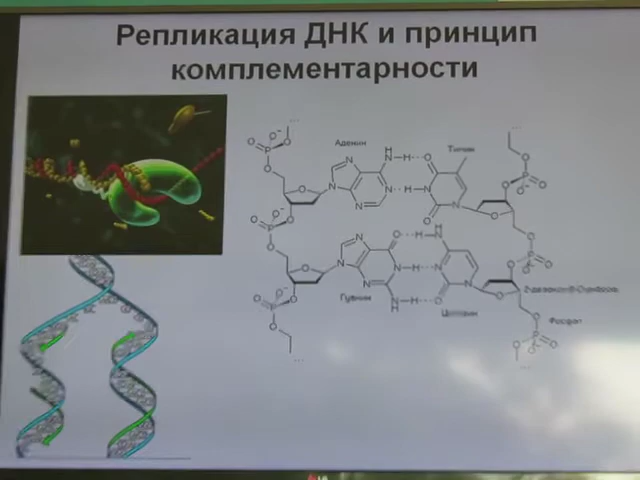 Репликация ДНК и принцип
комплементарности
Аденин
Тимин
Гуанин
Цитозин
Фосфат